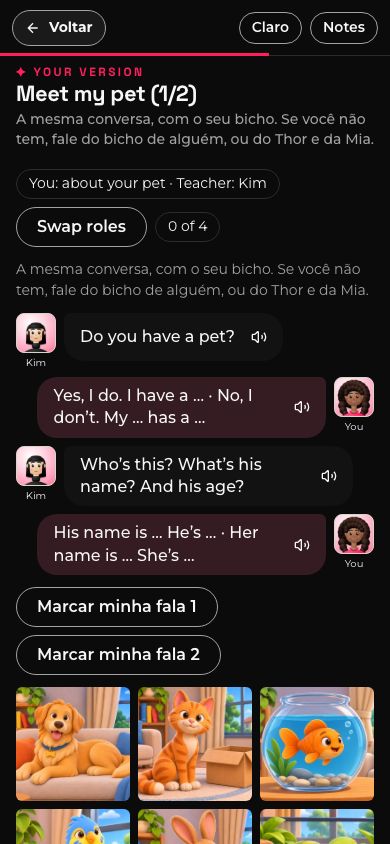 Voltar
Claro
Notes
YOUR VERSION
Meet my pet (1/2)
A mesma conversa, com o seu bicho. Se você não
tem, fale do bicho de alguém, ou do Thor e da Mia.
You: about your pet · Teacher: Kim
Swap roles
0 of 4
A mesma conversa, com o seu bicho. Se você não
tem, fale do bicho de alguém, ou do Thor e da Mia.
Do you have a pet?
Kim
Yes, I do. I have a ... · No, I
don’t. My ... has a ...
You
Who’s this? What’s his
name? And his age?
Kim
His name is ... He’s ... · Her
name is ... She’s ...
You
Marcar minha fala 1
Marcar minha fala 2